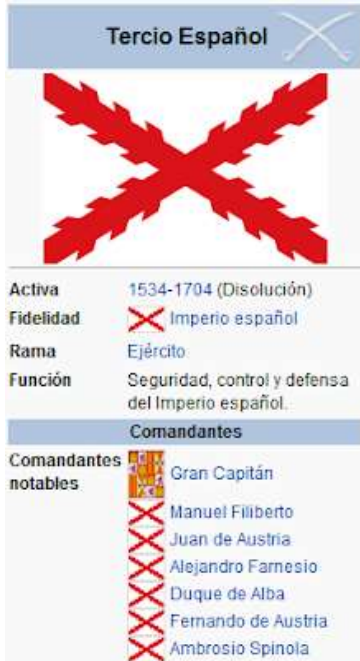 Tercio Español
Activa 1534-1704 (Disolución)
Fidelidad Imperio español
Rama Ejército
Función Seguridad, control y defensa
del Imperio español.
Comandantes
Comandantes
notables
Gran Capitán
Manuel Filiberto
Juan de Austria
Alejandro Farnesio
Duque de Alba
Fernando de Austria
Ambrosio Spinola